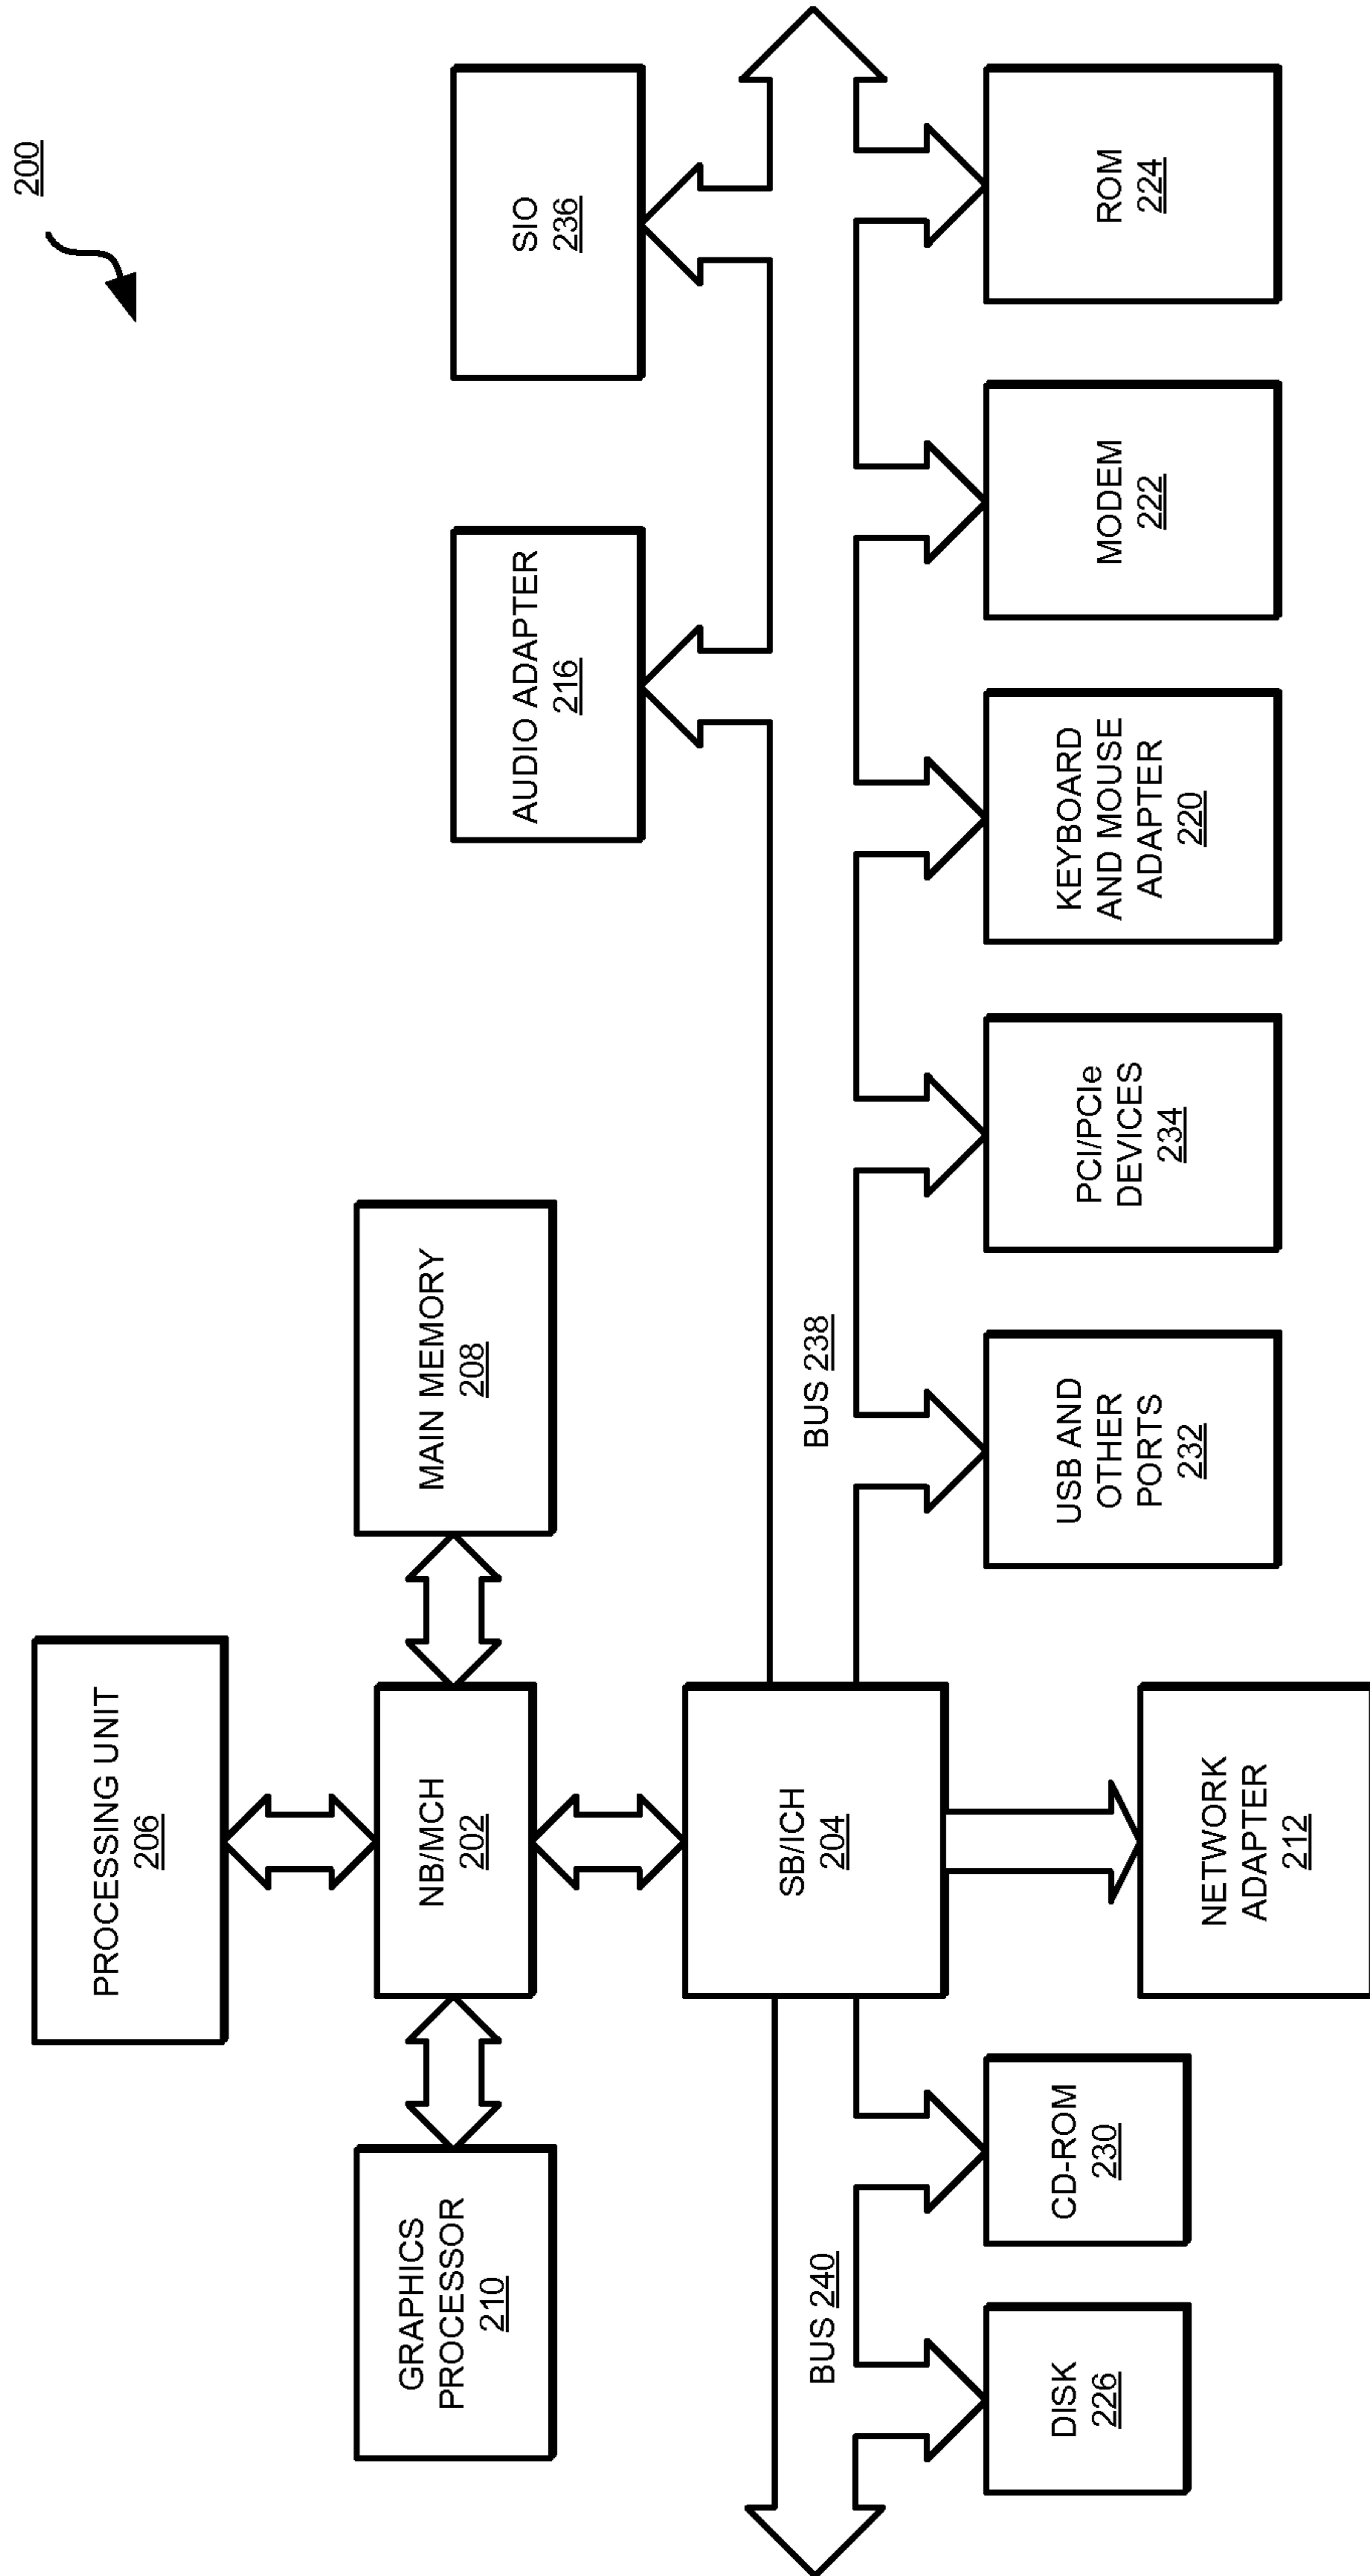 200
PROCESSING UNIT
206
GRAPHICS
PROCESSOR
210
NB/MCH
202
MAIN MEMORY
208
AUDIO ADAPTER
216
SIO
236
SB/ICH
204
BUS 240
BUS 238
DISK
226
CD-ROM
230
USB AND
OTHER
PORTS
232
PCI/PCIe
DEVICES
234
KEYBOARD
AND MOUSE
ADAPTER
220
MODEM
222
ROM
224
NETWORK
ADAPTER
212